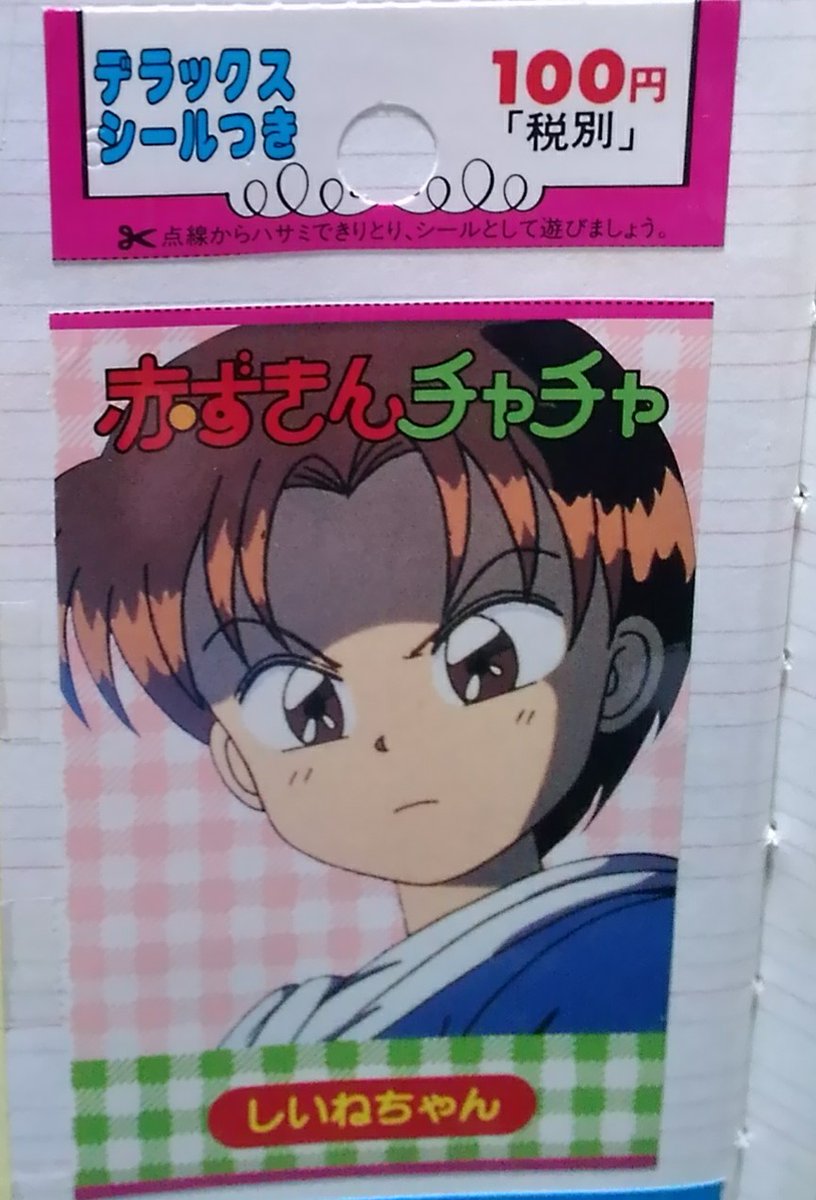 デラックス
シールつき
100円
「税別」
点線からハサミできりとり、シールとして遊びましょう。
赤ずきんチャチャ
しいねちゃん